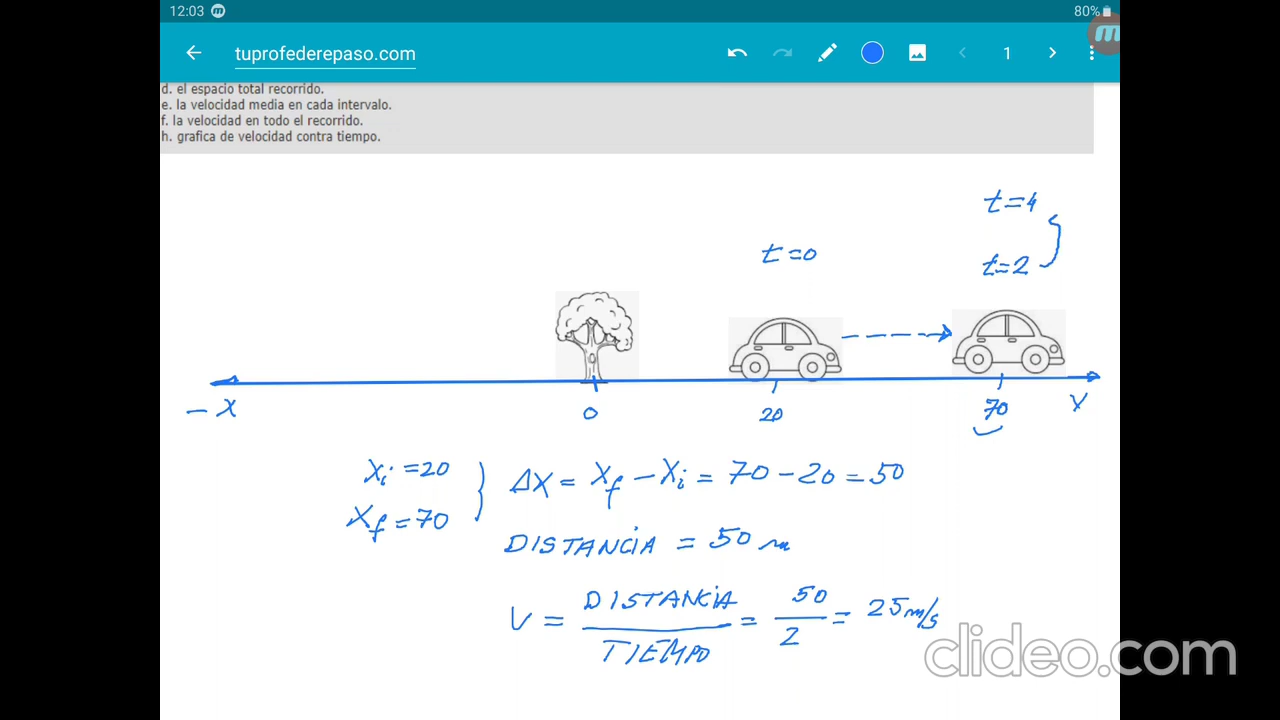 12:03 m 80%
tuprofederepaso.com 1 m
d. el espacio total recorrido.
e. la velocidad media en cada intervalo.
f. la velocidad en todo el recorrido.
h. grafica de velocidad contra tiempo.
t=4
t=0 t=2
-X 0 20 70 X
Xi =20
Xf =70
ΔX = Xf - Xi = 70 - 20 = 50
DISTANCIA = 50 m
V = DISTANCIA/TIEMPO = 50/2 = 25 m/s
clideo.com